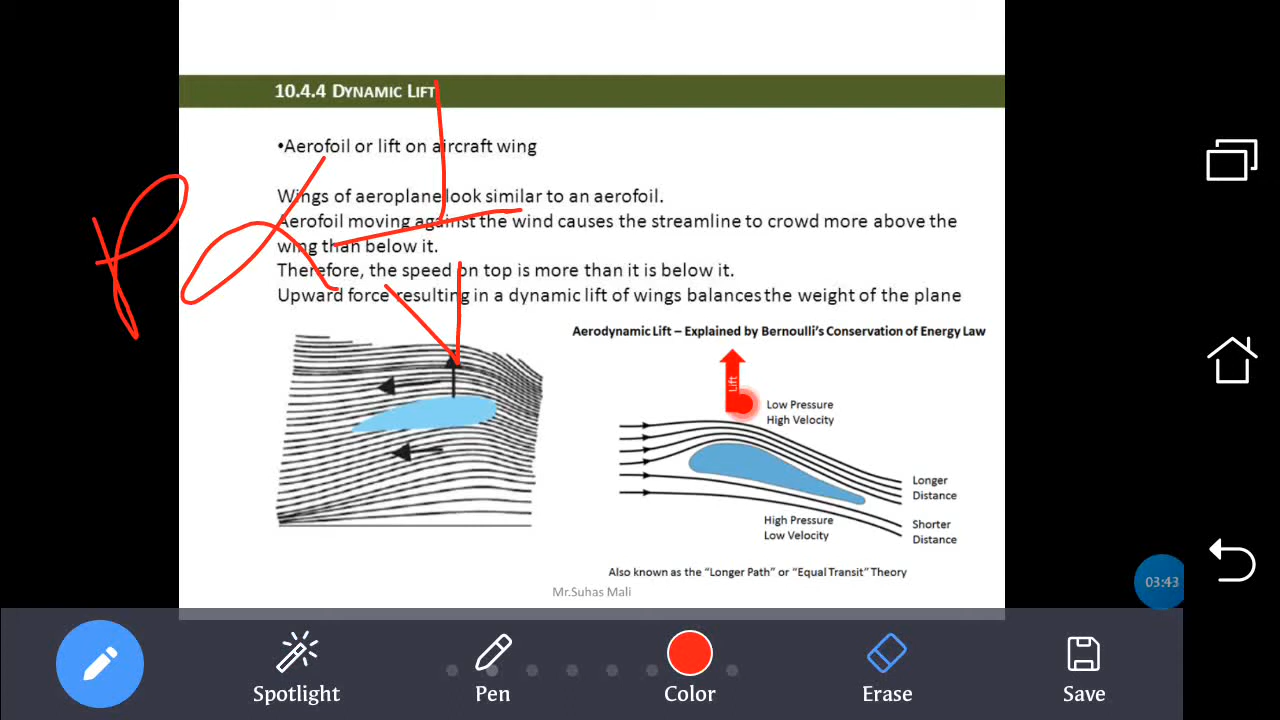 10.4.4 DYNAMIC LIFT
•Aerofoil or lift on aircraft wing
Wings of aeroplane look similar to an aerofoil.
Aerofoil moving against the wind causes the streamline to crowd more above the
wing than below it.
Therefore, the speed on top is more than it is below it.
Upward force resulting in a dynamic lift of wings balances the weight of the plane
Aerodynamic Lift – Explained by Bernoulli's Conservation of Energy Law
Lift
Low Pressure
High Velocity
Longer
Distance
High Pressure
Low Velocity
Shorter
Distance
Also known as the "Longer Path" or "Equal Transit" Theory
Mr.Suhas Mali
03:43
Spotlight
Pen
Color
Erase
Save